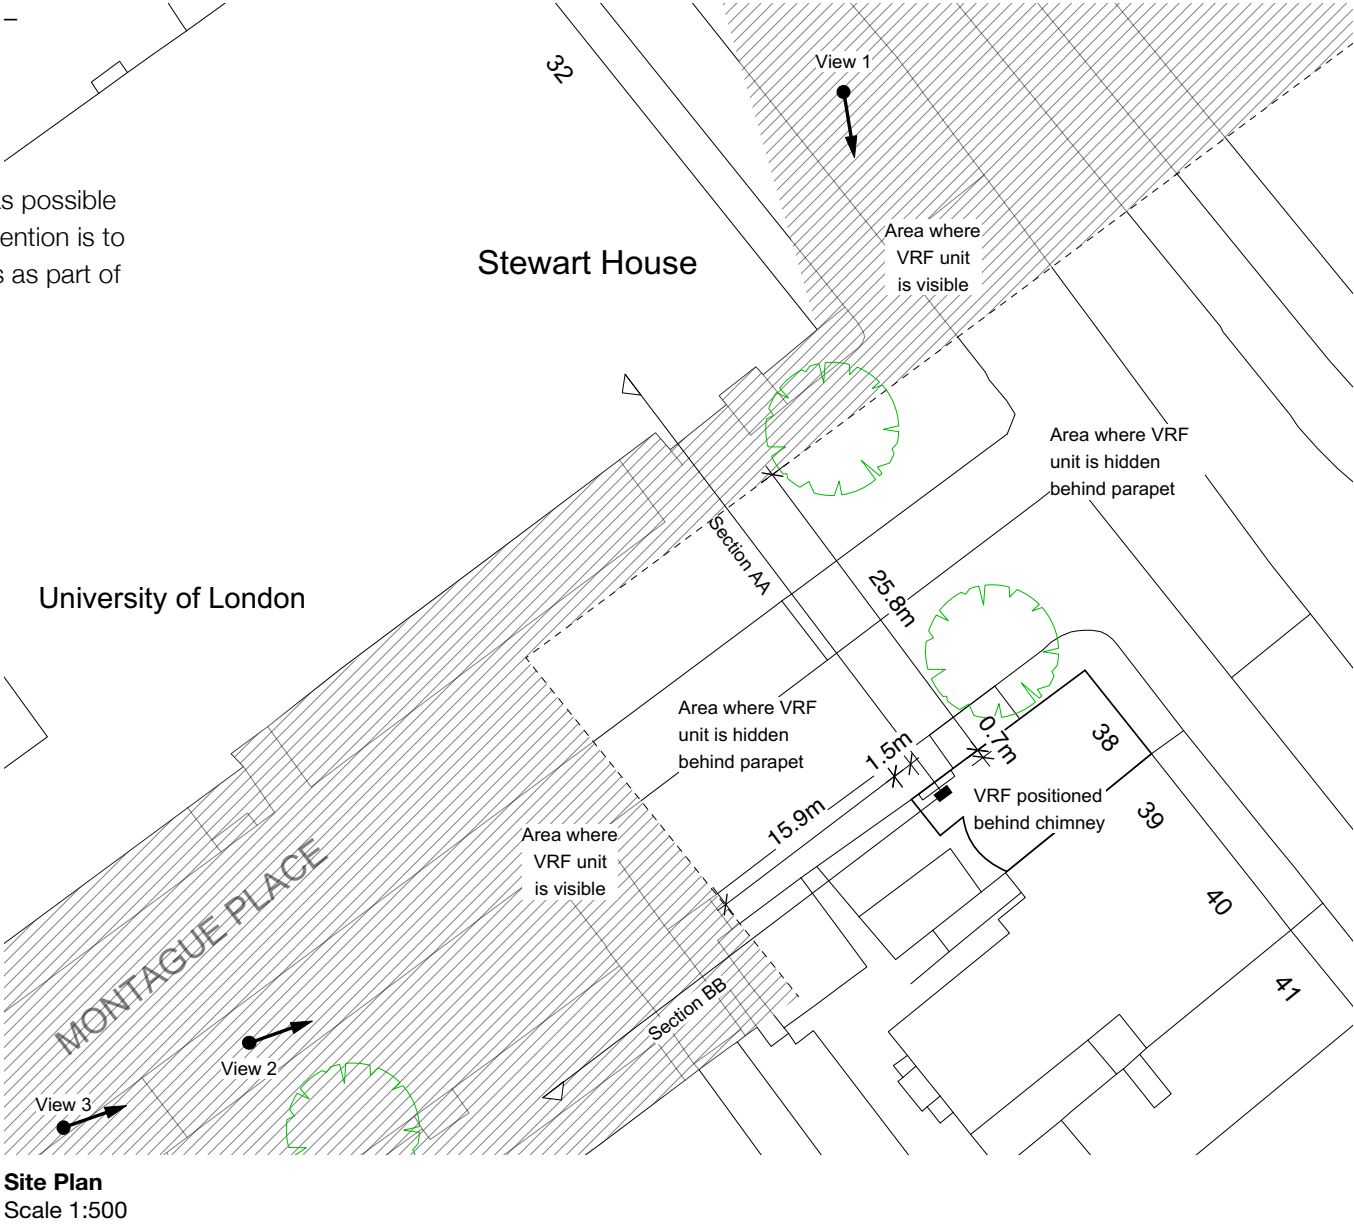 –
32
View 1
s possible
ention is to
s as part of
Area where
VRF unit
is visible
Stewart House
Area where VRF
unit is hidden
behind parapet
Section AA
25.8m
University of London
Area where VRF
unit is hidden
behind parapet
1.5m
0.7m
38
VRF positioned
behind chimney
15.9m
39
Area where
VRF unit
is visible
40
MONTAGUE PLACE
41
Section BB
View 2
View 3
Site Plan
Scale 1:500